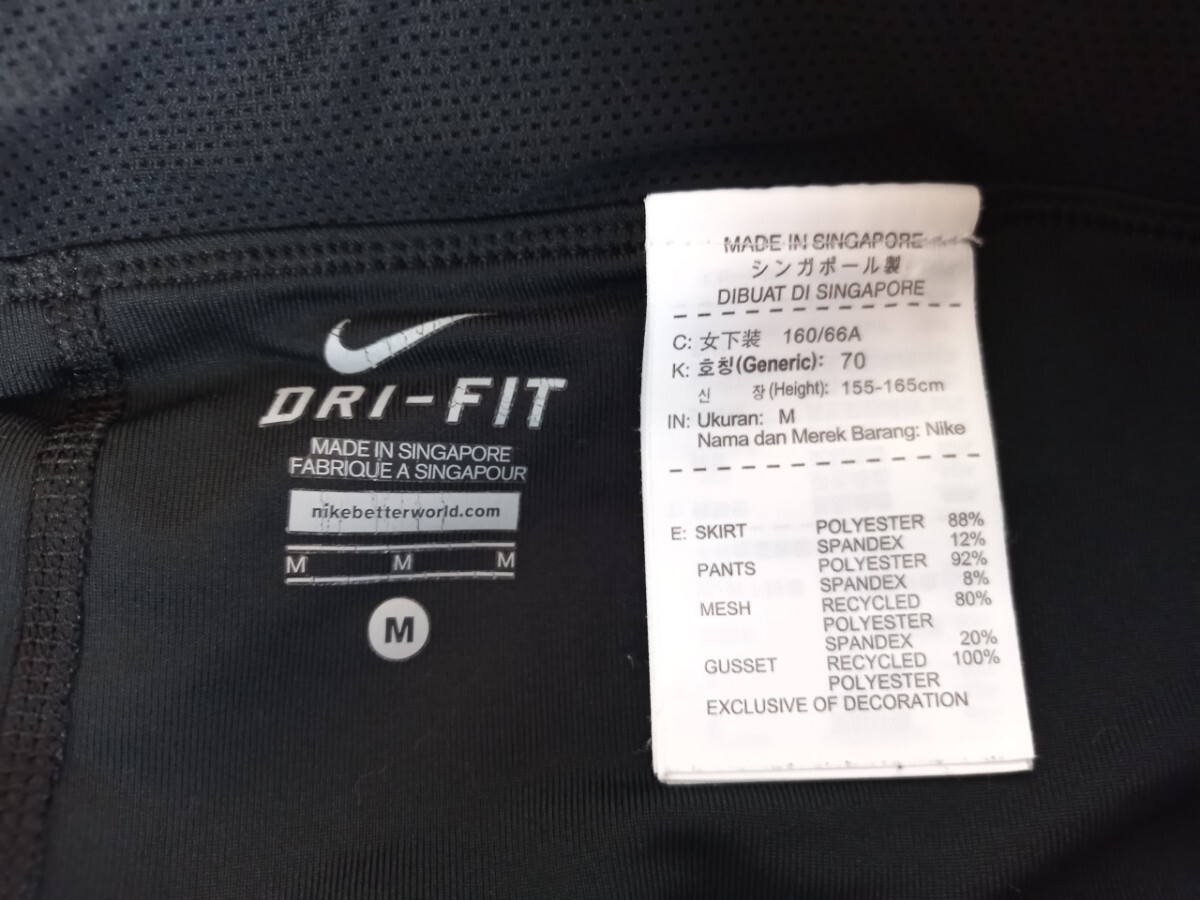 DRI-FIT
MADE IN SINGAPORE
FABRIQUE A SINGAPOUR
nikebetterworld.com
M M M
M
MADE IN SINGAPORE
シンガポール製
DIBUAT DI SINGAPORE
C: 女下装 160/66A
K: 호칭(Generic): 70
신 장(Height): 155-165cm
IN: Ukuran: M
Nama dan Merek Barang: Nike
E: SKIRT POLYESTER 88%
SPANDEX 12%
PANTS POLYESTER 92%
SPANDEX 8%
MESH RECYCLED 80%
POLYESTER
SPANDEX 20%
GUSSET RECYCLED 100%
POLYESTER
EXCLUSIVE OF DECORATION